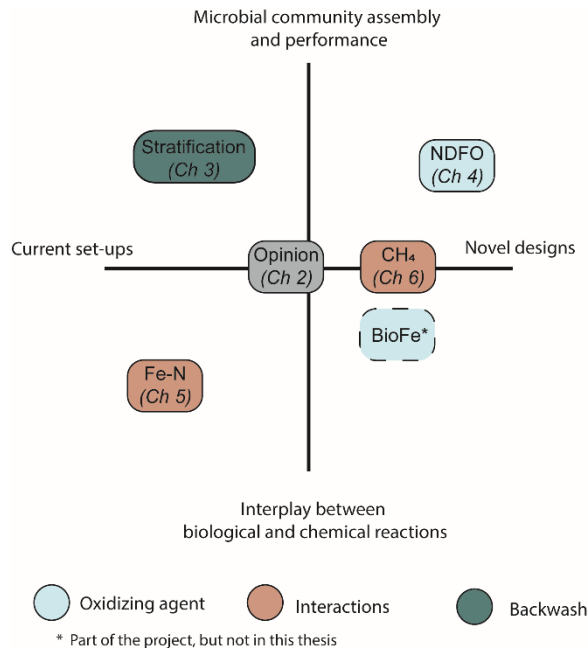 Microbial community assembly
and performance
Stratification
(Ch 3)
NDFO
(Ch 4)
Current set-ups
Opinion
(Ch 2)
CH₄
(Ch 6)
Novel designs
BioFe*
Fe-N
(Ch 5)
Interplay between
biological and chemical reactions
Oxidizing agent
Interactions
Backwash
* Part of the project, but not in this thesis